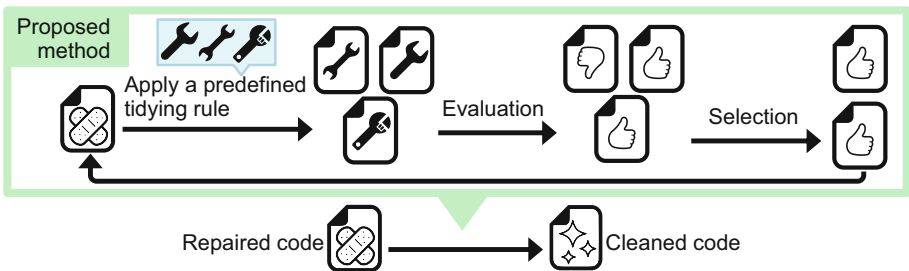 Proposed
method
Apply a predefined
tidying rule
Evaluation
Selection
Repaired code
Cleaned code